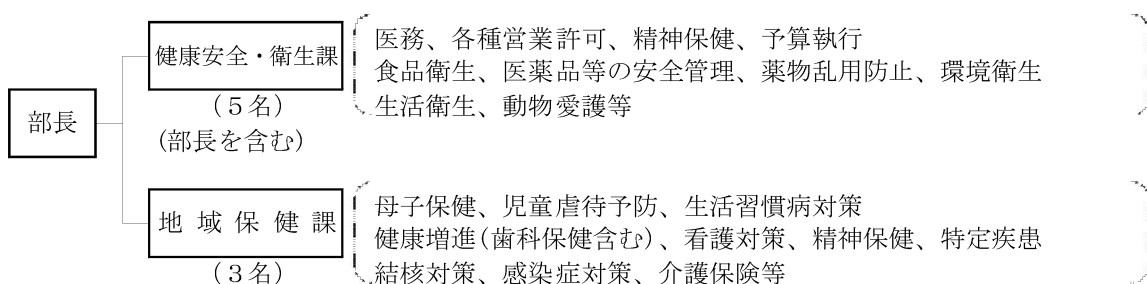 部長
健康安全・衛生課
(5名)
(部長を含む)
医務、各種営業許可、精神保健、予算執行
食品衛生、医薬品等の安全管理、薬物乱用防止、環境衛生
生活衛生、動物愛護等
地域保健課
(3名)
母子保健、児童虐待予防、生活習慣病対策
健康増進(歯科保健含む)、看護対策、精神保健、特定疾患
結核対策、感染症対策、介護保険等